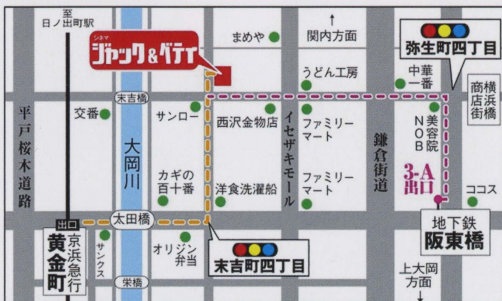 至
日ノ出町駅
シネマ
ジャック&ベティ
まめや
↑
関内方面
弥生町四丁目
うどん工房
中華
一番
横浜橋
商店街
末吉橋
交番
サンロー
西沢金物店
ファミリー
マート
美容院
NOB
平戸桜木道路
大岡川
イセザキモール
鎌倉街道
3-A
出口
カギの
百十番
洋食洗濯船
ファミリー
マート
ココス
出口
太田橋
地下鉄
阪東橋
京浜急行
黄金町
サンクス
オリジン
弁当
末吉町四丁目
栄橋
上大岡
方面
↓